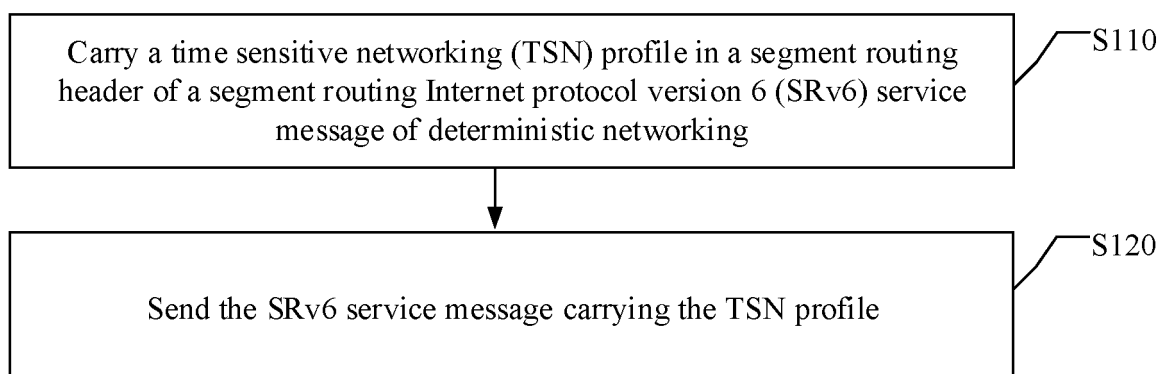 Carry a time sensitive networking (TSN) profile in a segment routing
header of a segment routing Internet protocol version 6 (SRv6) service
message of deterministic networking
S110
Send the SRv6 service message carrying the TSN profile
S120